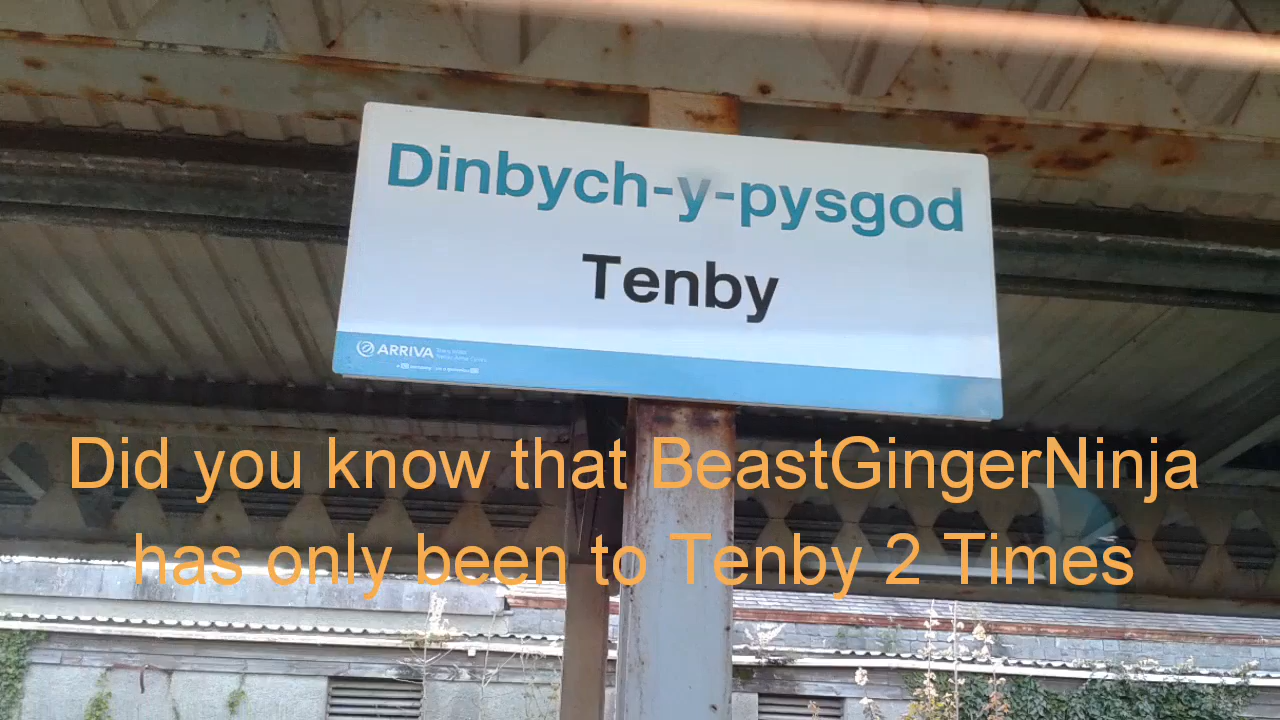 Dinbych-y-pysgod
Tenby
ARRIVA
Did you know that BeastGingerNinja
has only been to Tenby 2 Times